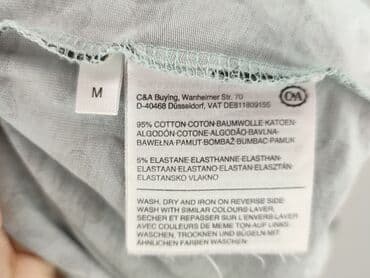 M
C&A Buying, Wanheimer Str. 70
D-40468 Düsseldorf, VAT DE811809155
C&A
95% COTTON-COTON-BAUMWOLLE-KATOEN-
ALGODÓN-COTONE-ALGODÃO-BAVLNA-
BAWEŁNA-PAMUT-BOMBAŽ-BUMBAC-PAMUK
5% ELASTANE-ELASTHANNE-ELASTHAN-
ELASTAAN-ELASTANO-ELASTAN-ELASZTÁN-
ELASTANSKO VLAKNO
WASH, DRY AND IRON ON REVERSE SIDE
WASH WITH SIMILAR COLOURS-LAVER,
SECHER ET REPASSER SUR L'ENVERS-LAVER
AVEC COULEURS DE MEME TON-AUF LINKS
WASCHEN, TROCKNEN UND BÜGELN-MIT
ÄHNLICHEN FARBEN WASCHEN-